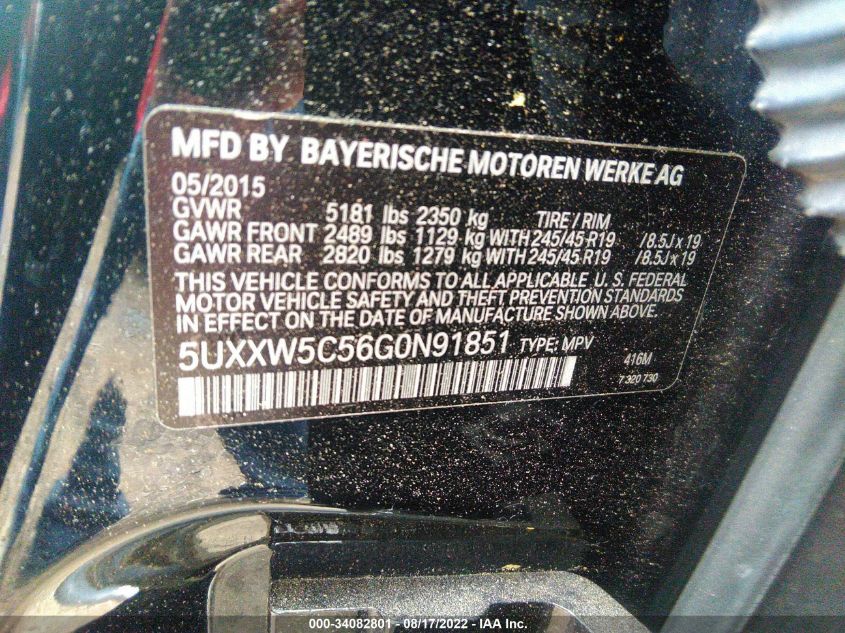 MFD BY BAYERISCHE MOTOREN WERKE AG
05/2015
GVWR 5181 lbs 2350 kg TIRE / RIM
GAWR FRONT 2489 lbs 1129 kg WITH 245/45 R19 / 8.5J x 19
GAWR REAR 2820 lbs 1279 kg WITH 245/45 R19 / 8.5J x 19
THIS VEHICLE CONFORMS TO ALL APPLICABLE U. S. FEDERAL
MOTOR VEHICLE SAFETY AND THEFT PREVENTION STANDARDS
IN EFFECT ON THE DATE OF MANUFACTURE SHOWN ABOVE.
5UXXW5C56G0N91851 TYPE: MPV
416M
7 320 730
000-34082801 - 08/17/2022 - IAA Inc.